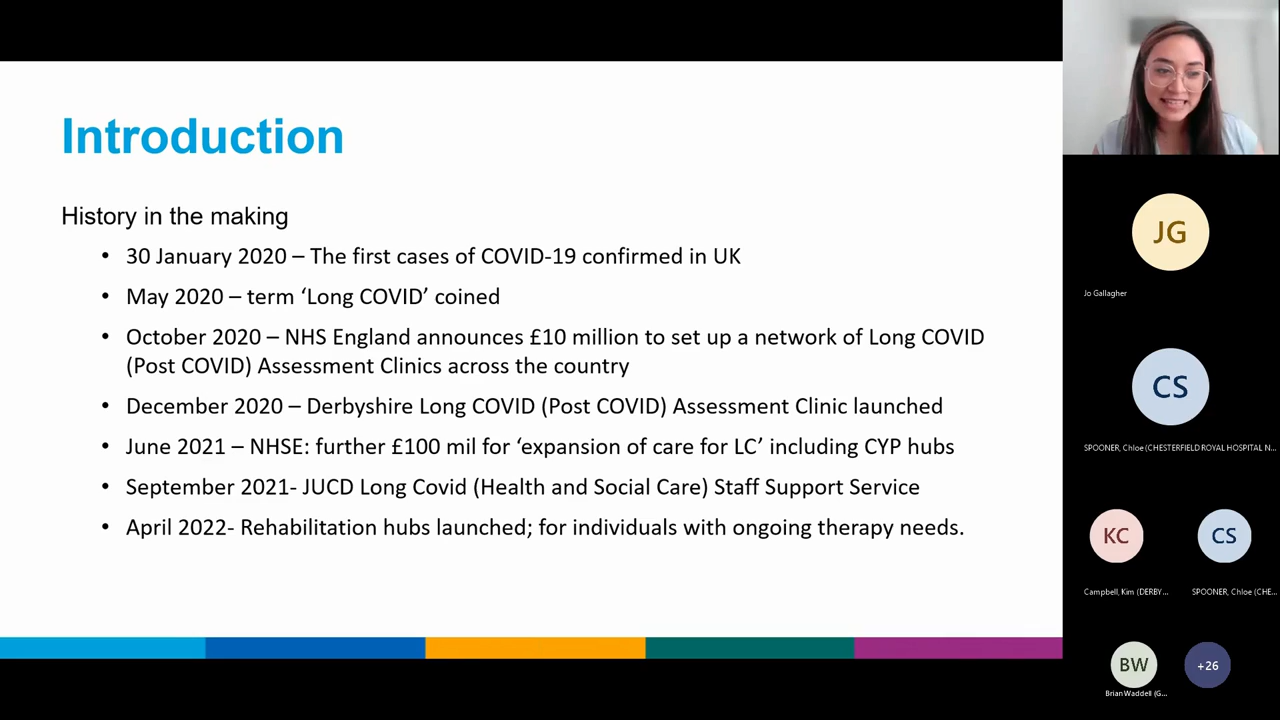 Introduction
History in the making
• 30 January 2020 – The first cases of COVID-19 confirmed in UK
• May 2020 – term ‘Long COVID’ coined
• October 2020 – NHS England announces £10 million to set up a network of Long COVID
(Post COVID) Assessment Clinics across the country
• December 2020 – Derbyshire Long COVID (Post COVID) Assessment Clinic launched
• June 2021 – NHSE: further £100 mil for ‘expansion of care for LC’ including CYP hubs
• September 2021- JUCD Long Covid (Health and Social Care) Staff Support Service
• April 2022- Rehabilitation hubs launched; for individuals with ongoing therapy needs.
JG
Jo Gallagher
CS
SPOONER, Chloe (CHESTERFIELD ROYAL HOSPITAL N...
KC
CS
Campbell, Kim (DERBY...
SPOONER, Chloe (CHE...
BW
+26
Brian Waddell (G...